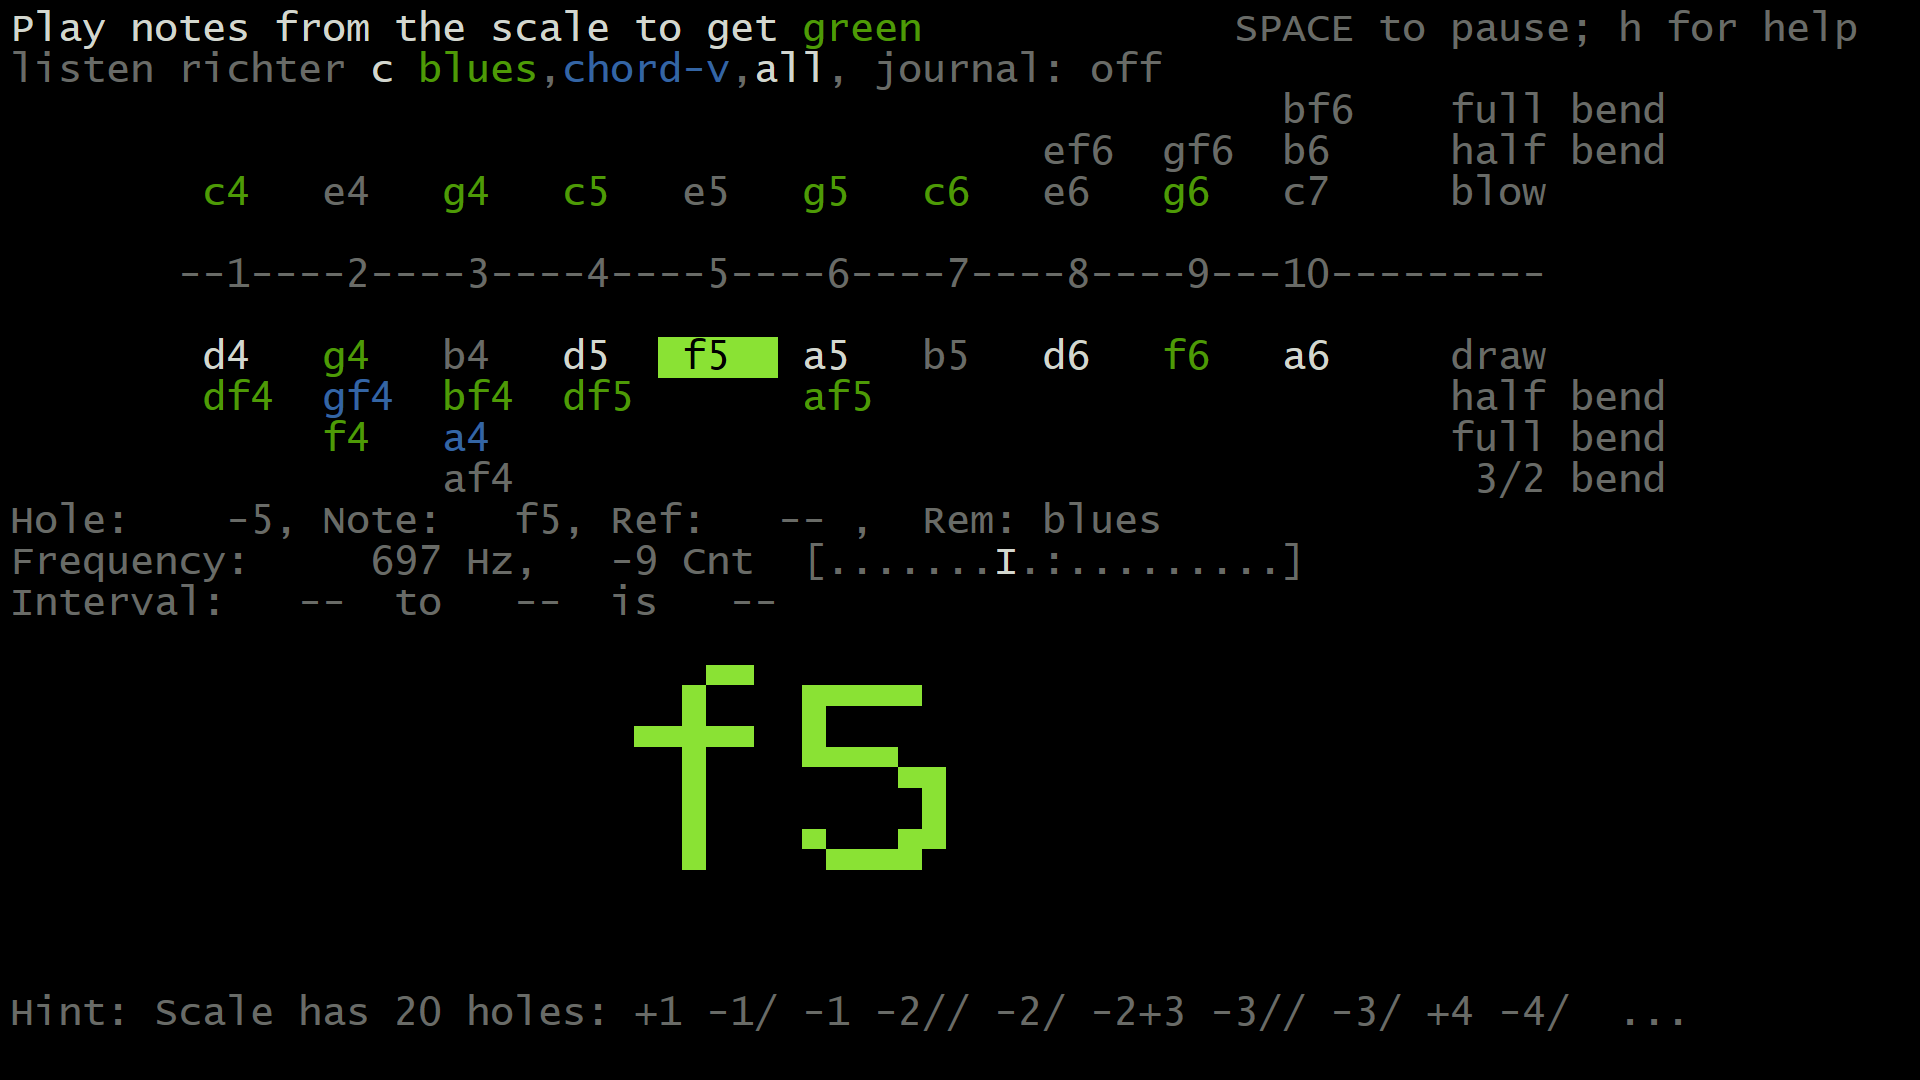 Play notes from the scale to get green SPACE to pause; h for help
listen richter c blues,chord-v,all, journal: off
bf6 full bend
ef6 gf6 b6 half bend
c4 e4 g4 c5 e5 g5 c6 e6 g6 c7 blow
--1----2----3----4----5----6----7----8----9---10---------
d4 g4 b4 d5 f5 a5 b5 d6 f6 a6 draw
df4 gf4 bf4 df5 af5 half bend
f4 a4 full bend
af4 3/2 bend
Hole: -5, Note: f5, Ref: -- , Rem: blues
Frequency: 697 Hz, -9 Cnt [.......I.:.........]
Interval: -- to -- is --
f5
Hint: Scale has 20 holes: +1 -1/ -1 -2// -2/ -2+3 -3// -3/ +4 -4/ ...